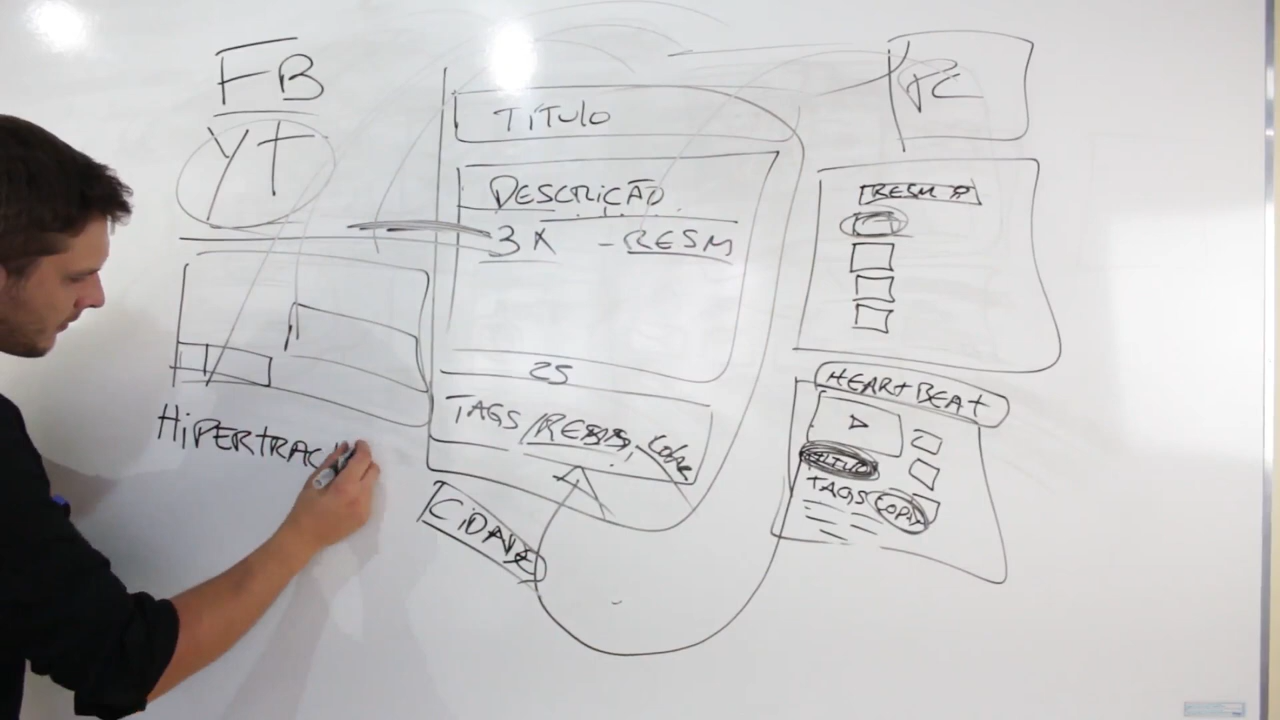 FB
YT
TÍTULO
DESCRIÇÃO
3X - RESM
25
TAGS
CIDADE
HIPERTRAC
RESM
HEARTBEAT
TAGS COPY